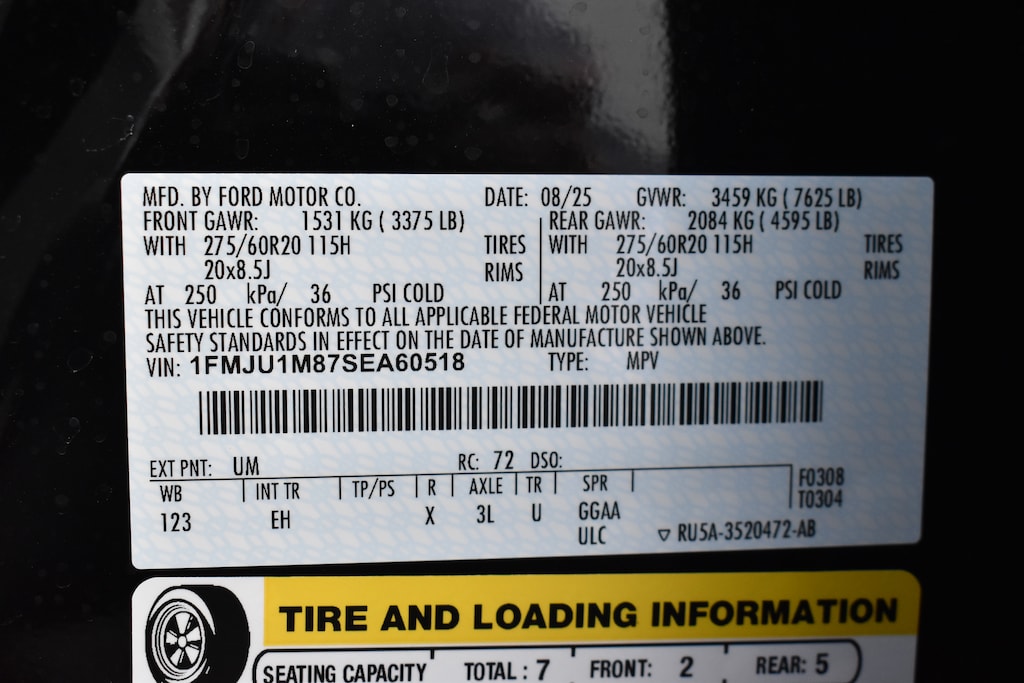 MFD. BY FORD MOTOR CO. DATE: 08/25 GVWR: 3459 KG ( 7625 LB)
FRONT GAWR: 1531 KG ( 3375 LB) REAR GAWR: 2084 KG ( 4595 LB)
WITH 275/60R20 115H TIRES WITH 275/60R20 115H TIRES
20x8.5J RIMS 20x8.5J RIMS
AT 250 kPa/ 36 PSI COLD AT 250 kPa/ 36 PSI COLD
THIS VEHICLE CONFORMS TO ALL APPLICABLE FEDERAL MOTOR VEHICLE
SAFETY STANDARDS IN EFFECT ON THE DATE OF MANUFACTURE SHOWN ABOVE.
VIN: 1FMJU1M87SEA60518 TYPE: MPV
EXT PNT: UM RC: 72 DSO:
WB INT TR TP/PS R AXLE TR SPR F0308
T0304
123 EH X 3L U GGAA
ULC ▽ RU5A-3520472-AB
TIRE AND LOADING INFORMATION
SEATING CAPACITY TOTAL : 7 FRONT: 2 REAR: 5